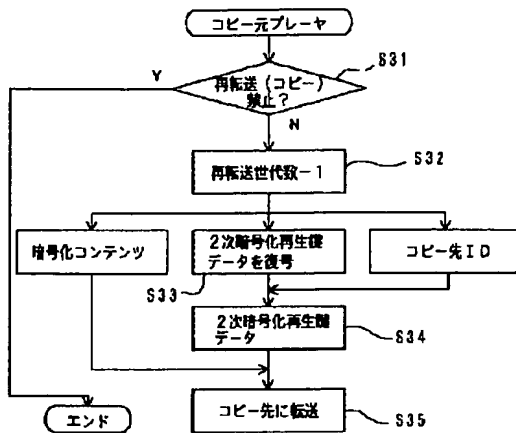 コピー元プレーヤ
S31
Y
再転送（コピー）
禁止？
N
再転送世代数－1
S32
暗号化コンテンツ
2次暗号化再生復
データを復号
コピー先ID
S33
2次暗号化再生鍵
データ
S34
エンド
コピー先に転送
S35